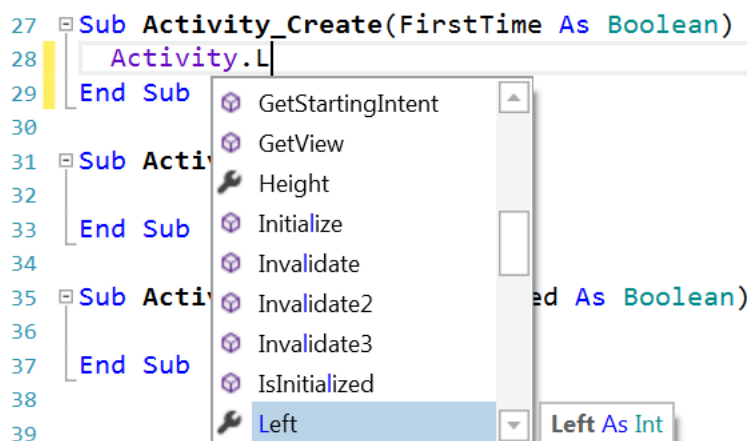 27 Sub Activity_Create(FirstTime As Boolean)
28 Activity.L
29 End Sub
GetStartingIntent
30
GetView
31 Sub Activ
Height
32
33 End Sub
Initialize
34
Invalidate
35 Sub Activ ed As Boolean)
Invalidate2
36
Invalidate3
37 End Sub
IsInitialized
38
Left
Left As Int
39